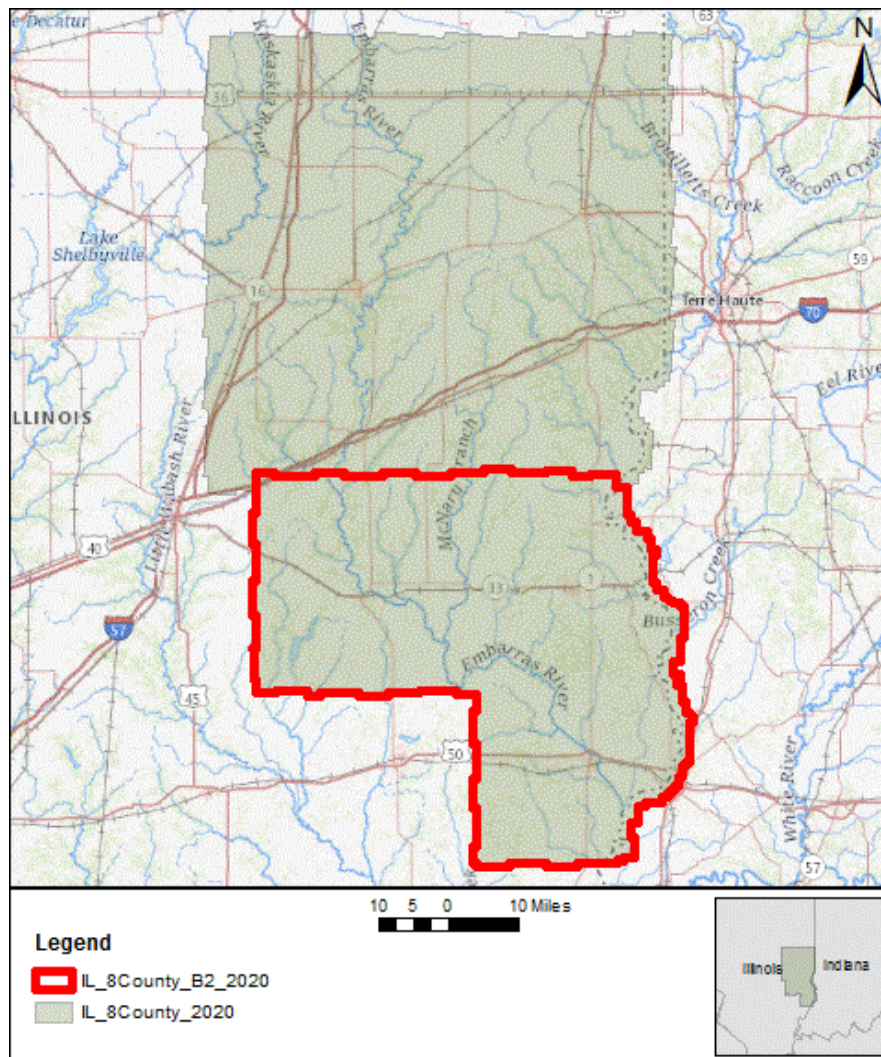 Decatur
Kaskaskia River
Embarras River
63
N
36
Brouilletts Creek
Raccoon Creek
Lake
Shelbyville
59
16
Terre Haute
70
Eel River
ILLINOIS
Little Wabash River
McNary Branch
40
33
1
Busseron Creek
57
Embarras River
45
50
White River
57
10 5 0 10 Miles
Legend
IL_8County_B2_2020
IL_8County_2020
Illinois
Indiana